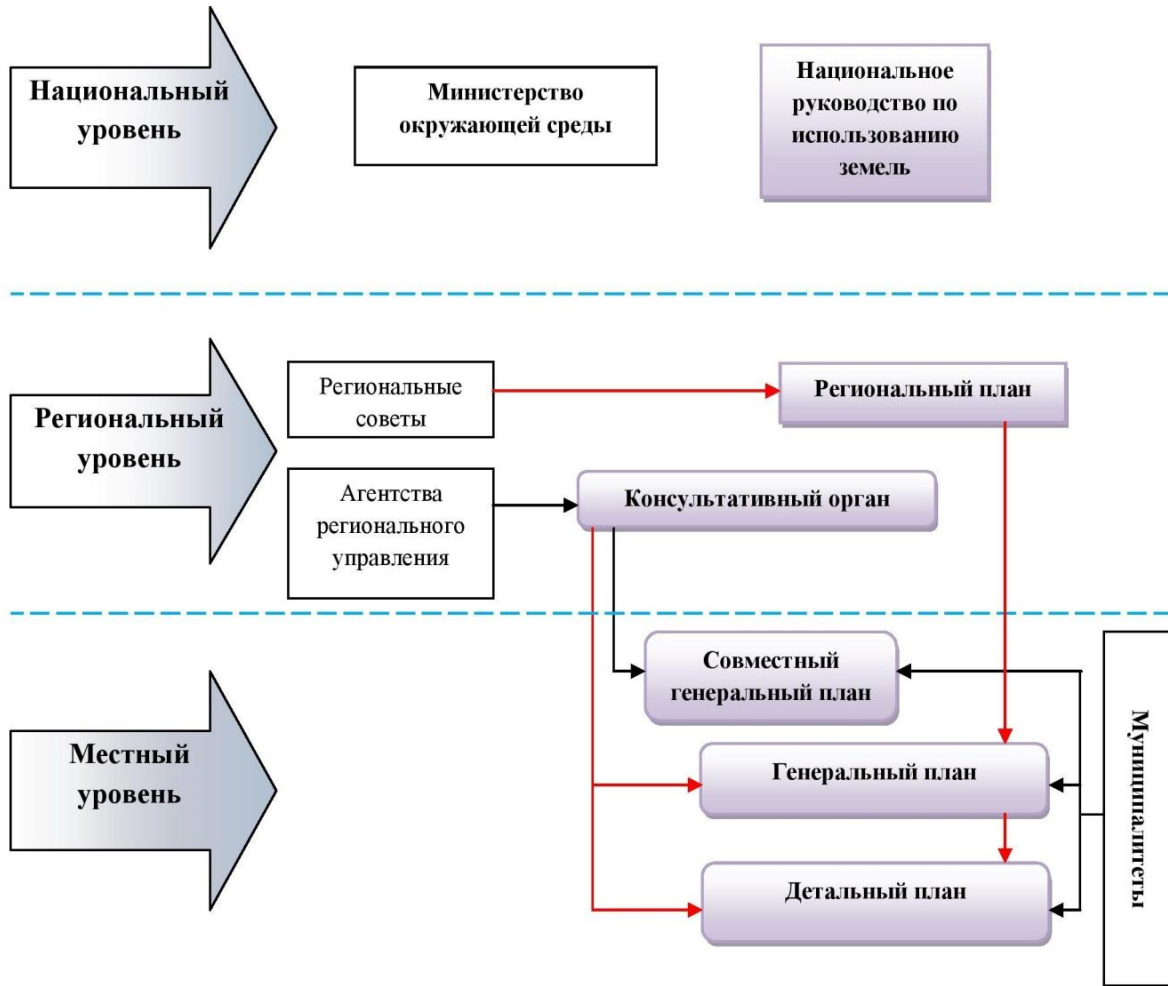 Национальный
уровень
Министерство
окружающей среды
Национальное
руководство по
использованию
земель
Региональный
уровень
Региональные
советы
Региональный план
Агентства
регионального
управления
Консультативный орган
Местный
уровень
Совместный
генеральный план
Генеральный план
Детальный план
Муниципалитеты